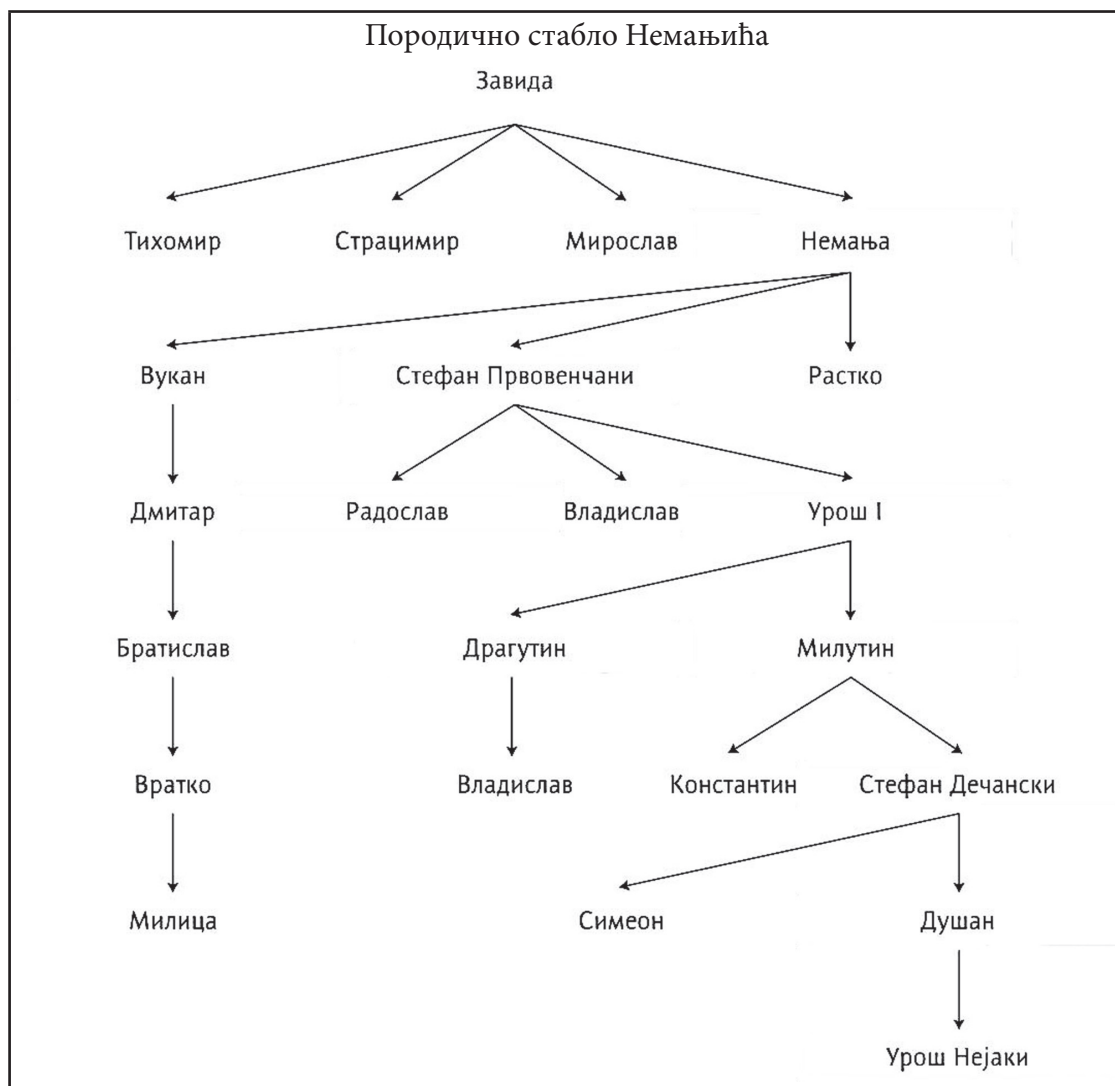 Породично стабло Немањића
Завида
Тихомир Страцимир Мирослав Немања
Вукан Стефан Првовенчани Растко
Дмитар Радослав Владислав Урош I
Братислав Драгутин Милутин
Вратко Владислав Константин Стефан Дечански
Милица Симеон Душан
Урош Нејаки